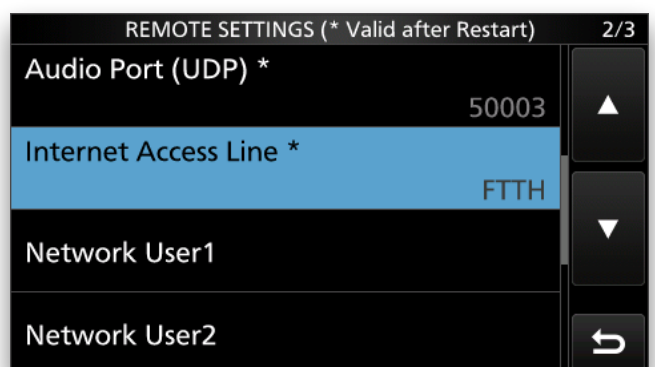 REMOTE SETTINGS (* Valid after Restart) 2/3
Audio Port (UDP) *
50003
Internet Access Line *
FTTH
Network User1
Network User2